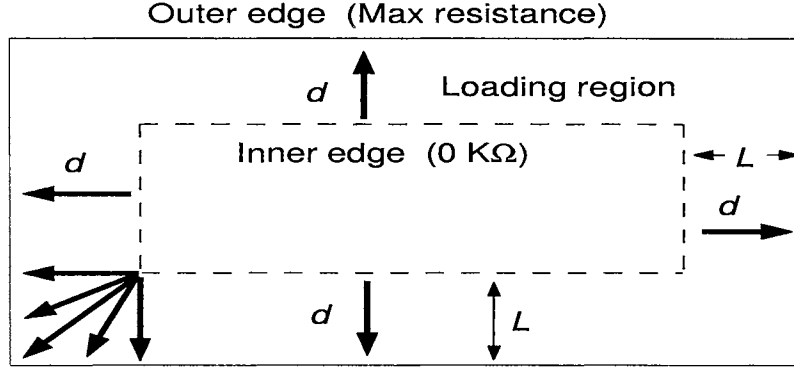 Outer edge (Max resistance)
d
Loading region
Inner edge (0 KΩ)
d
L
d
d
L